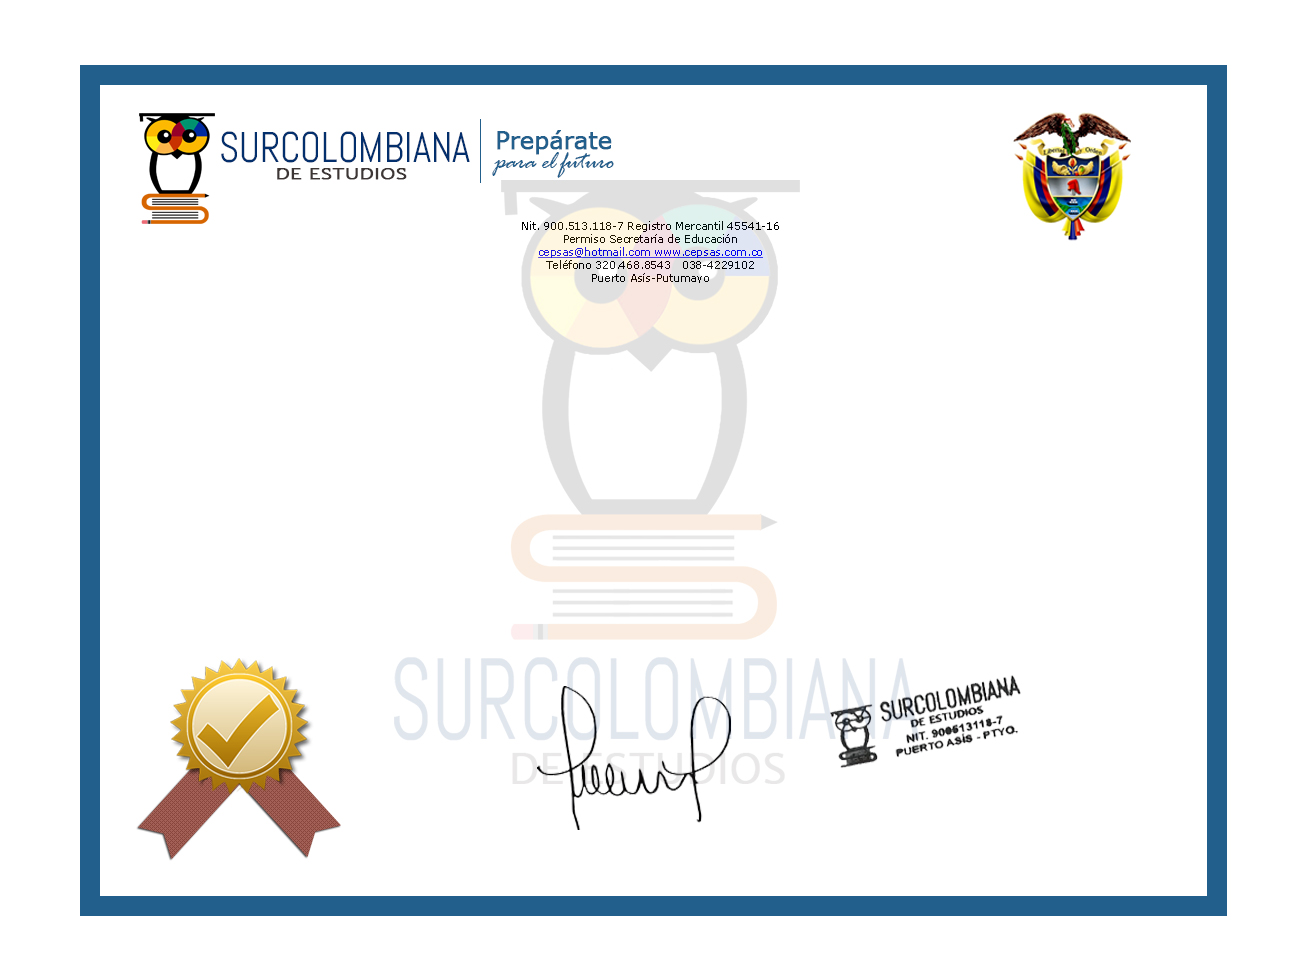 SURCOLOMBIANA
DE ESTUDIOS
Prepárate
para el futuro
Libertad y Orden
Nit. 900.513.118-7 Registro Mercantil 45541-16
Permiso Secretaría de Educación
cepsas@hotmail.com www.cepsas.com.co
Teléfono 320.468.8543 038-4229102
Puerto Asís-Putumayo
SURCOLOMBIANA
DE ESTUDIOS
SURCOLOMBIANA
DE ESTUDIOS
NIT. 900513118-7
PUERTO ASÍS - PTYO.